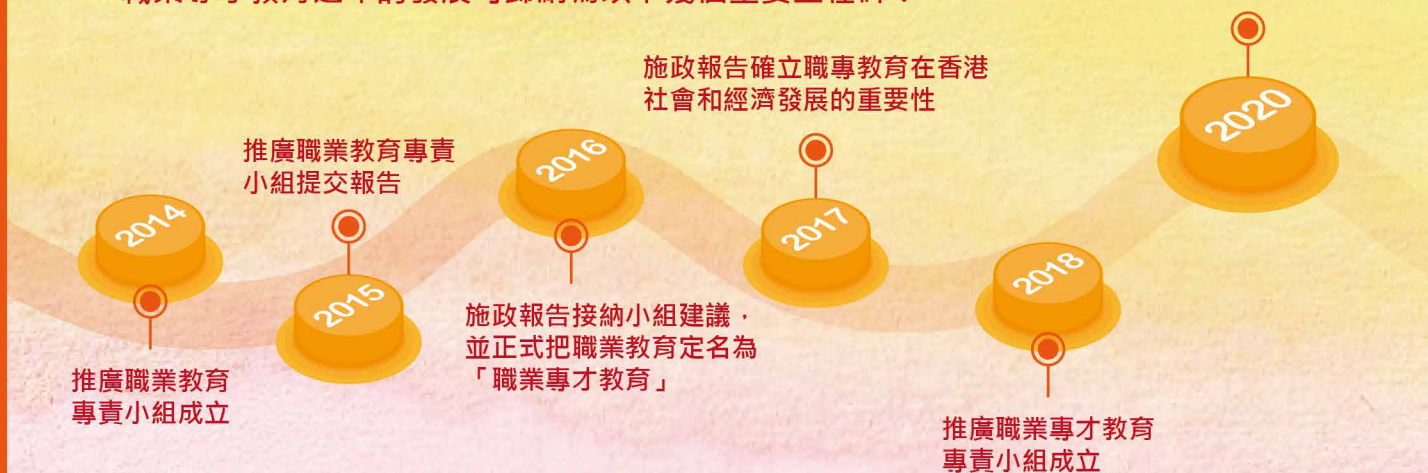 施政報告確立職專教育在香港
社會和經濟發展的重要性
2020
推廣職業教育專責
小組提交報告
2016
2014
2017
2018
2015
施政報告接納小組建議，
並正式把職業教育定名為
「職業專才教育」
推廣職業教育
專責小組成立
推廣職業專才教育
專責小組成立